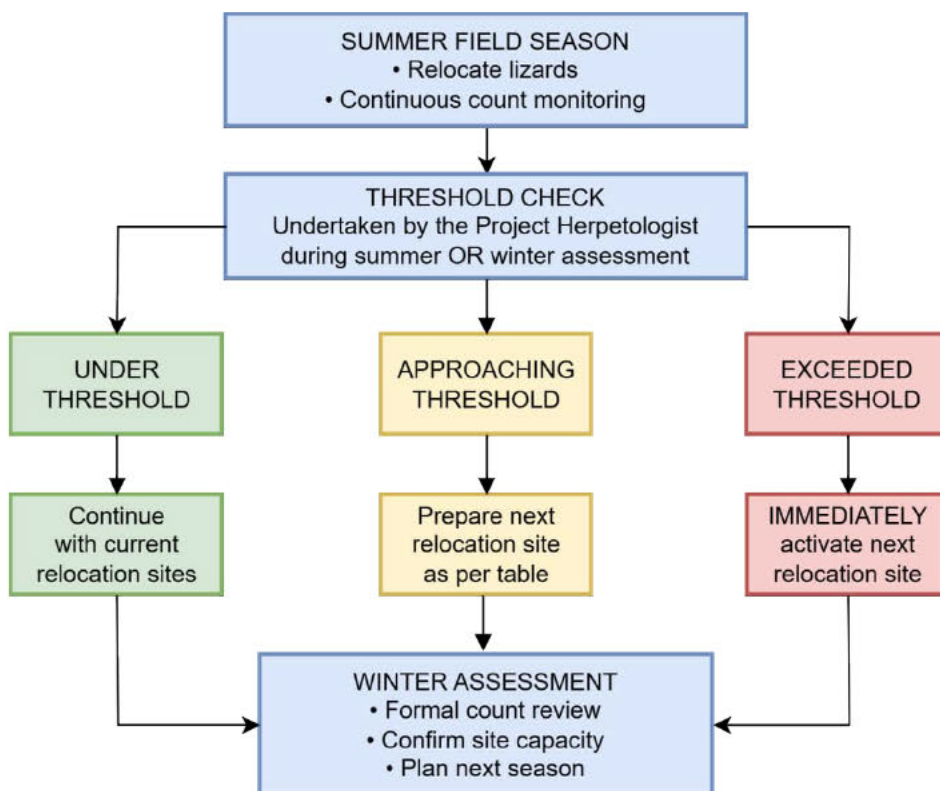 SUMMER FIELD SEASON
• Relocate lizards
• Continuous count monitoring
THRESHOLD CHECK
Undertaken by the Project Herpetologist
during summer OR winter assessment
UNDER
THRESHOLD
APPROACHING
THRESHOLD
EXCEEDED
THRESHOLD
Continue
with current
relocation sites
Prepare next
relocation site
as per table
IMMEDIATELY
activate next
relocation site
WINTER ASSESSMENT
• Formal count review
• Confirm site capacity
• Plan next season